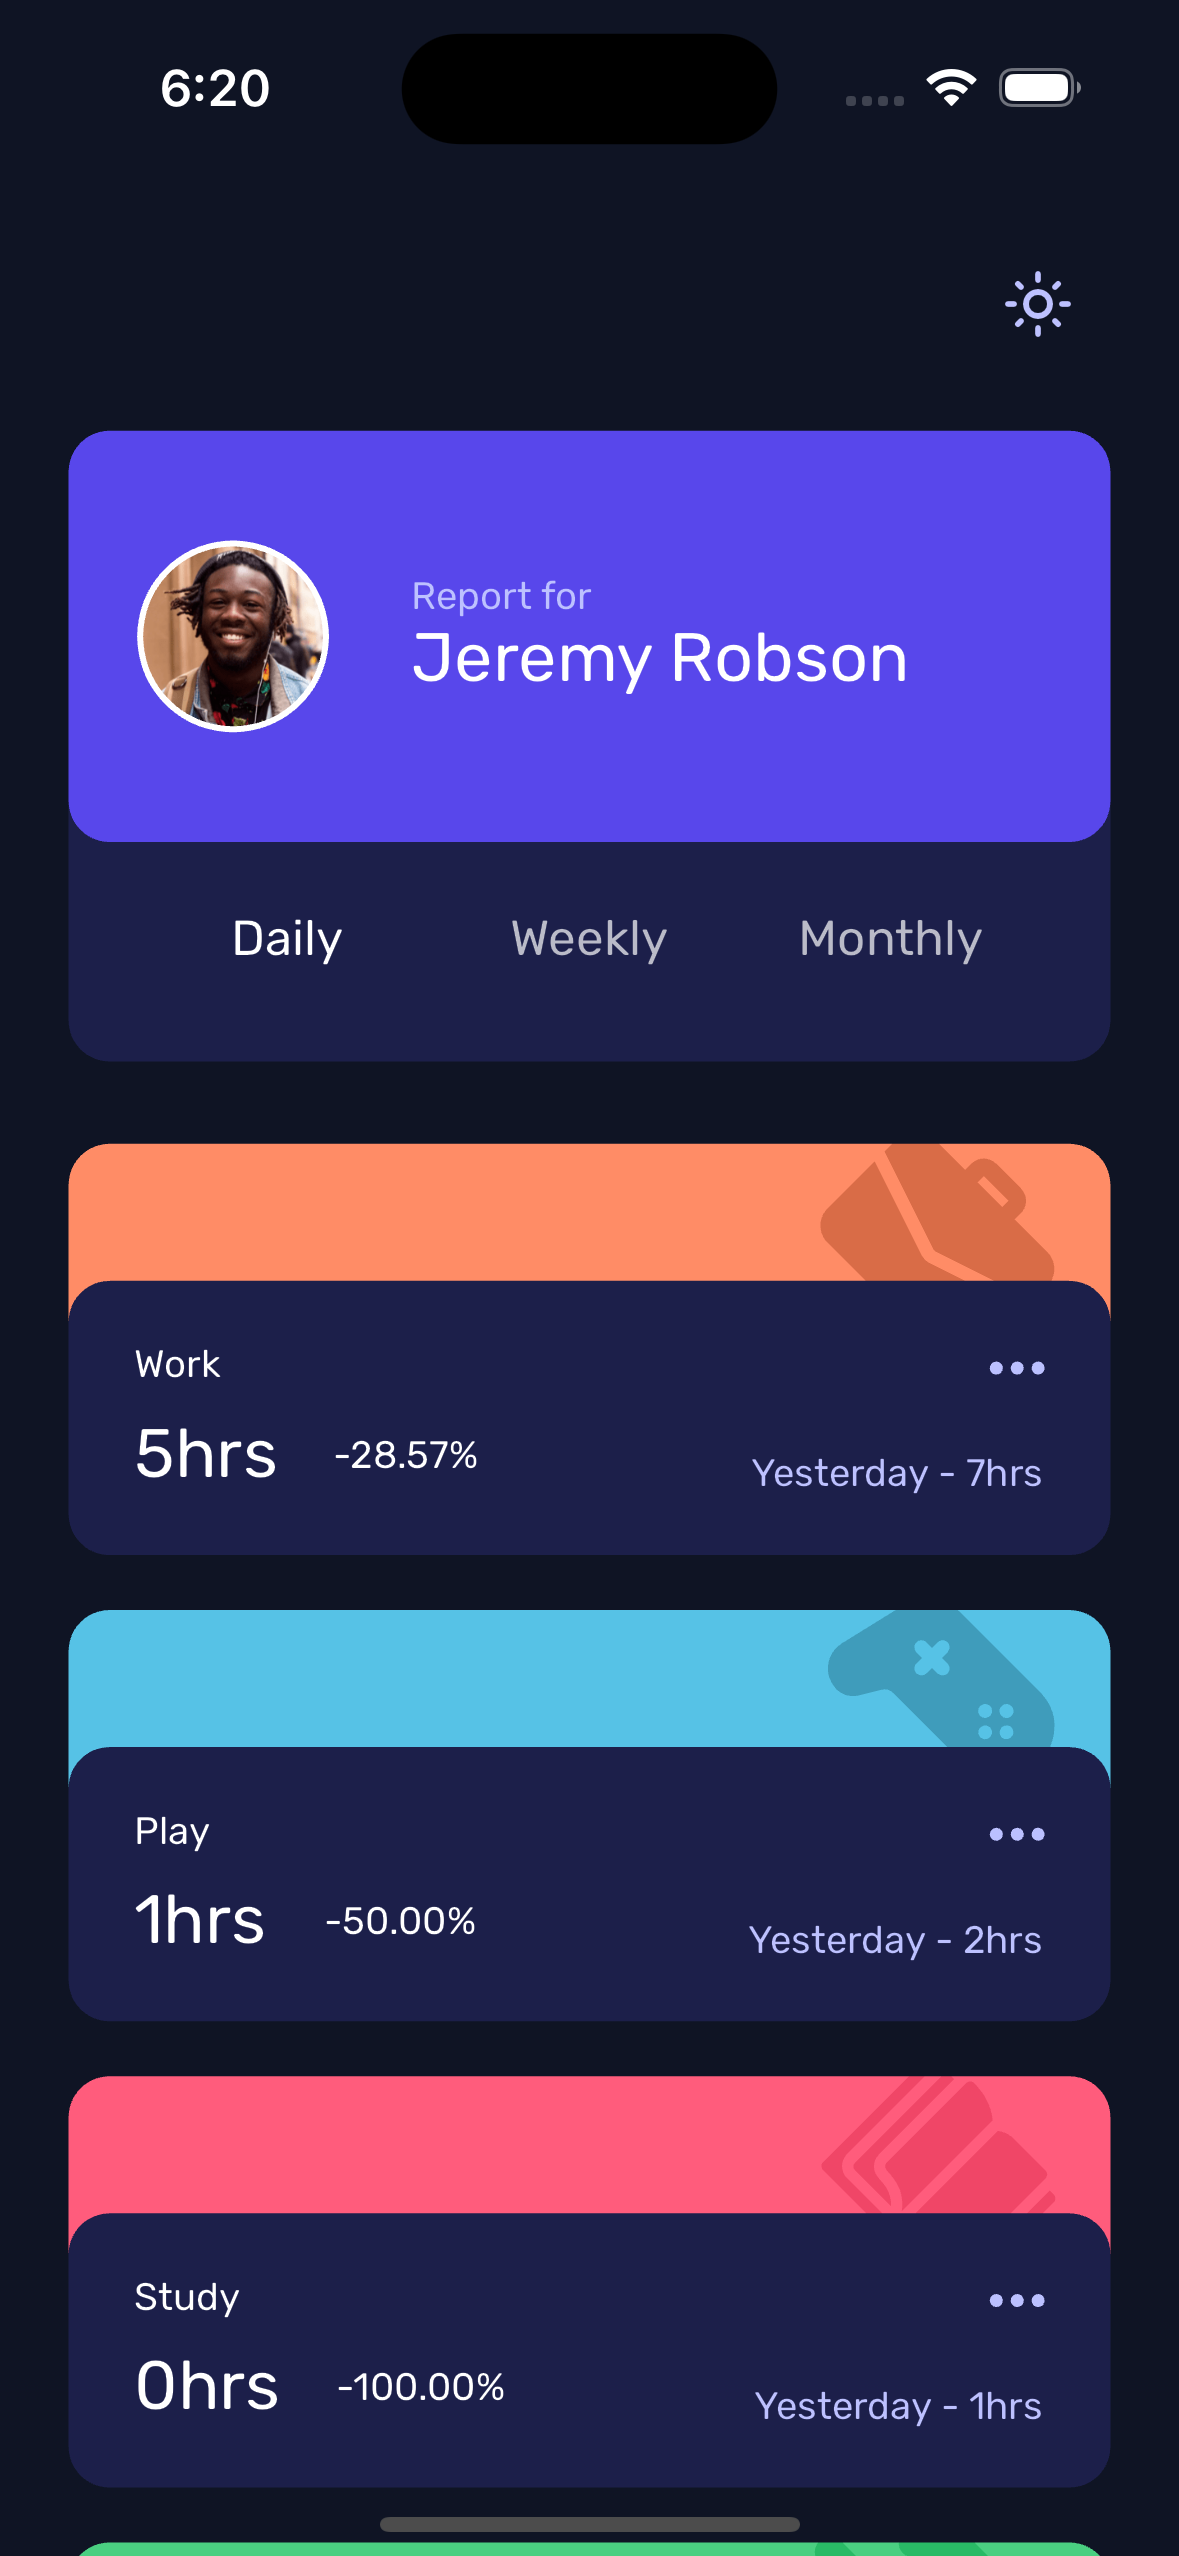 6:20
Report for
Jeremy Robson
Daily Weekly Monthly
Work
5hrs -28.57% Yesterday - 7hrs
Play
1hrs -50.00% Yesterday - 2hrs
Study
0hrs -100.00% Yesterday - 1hrs